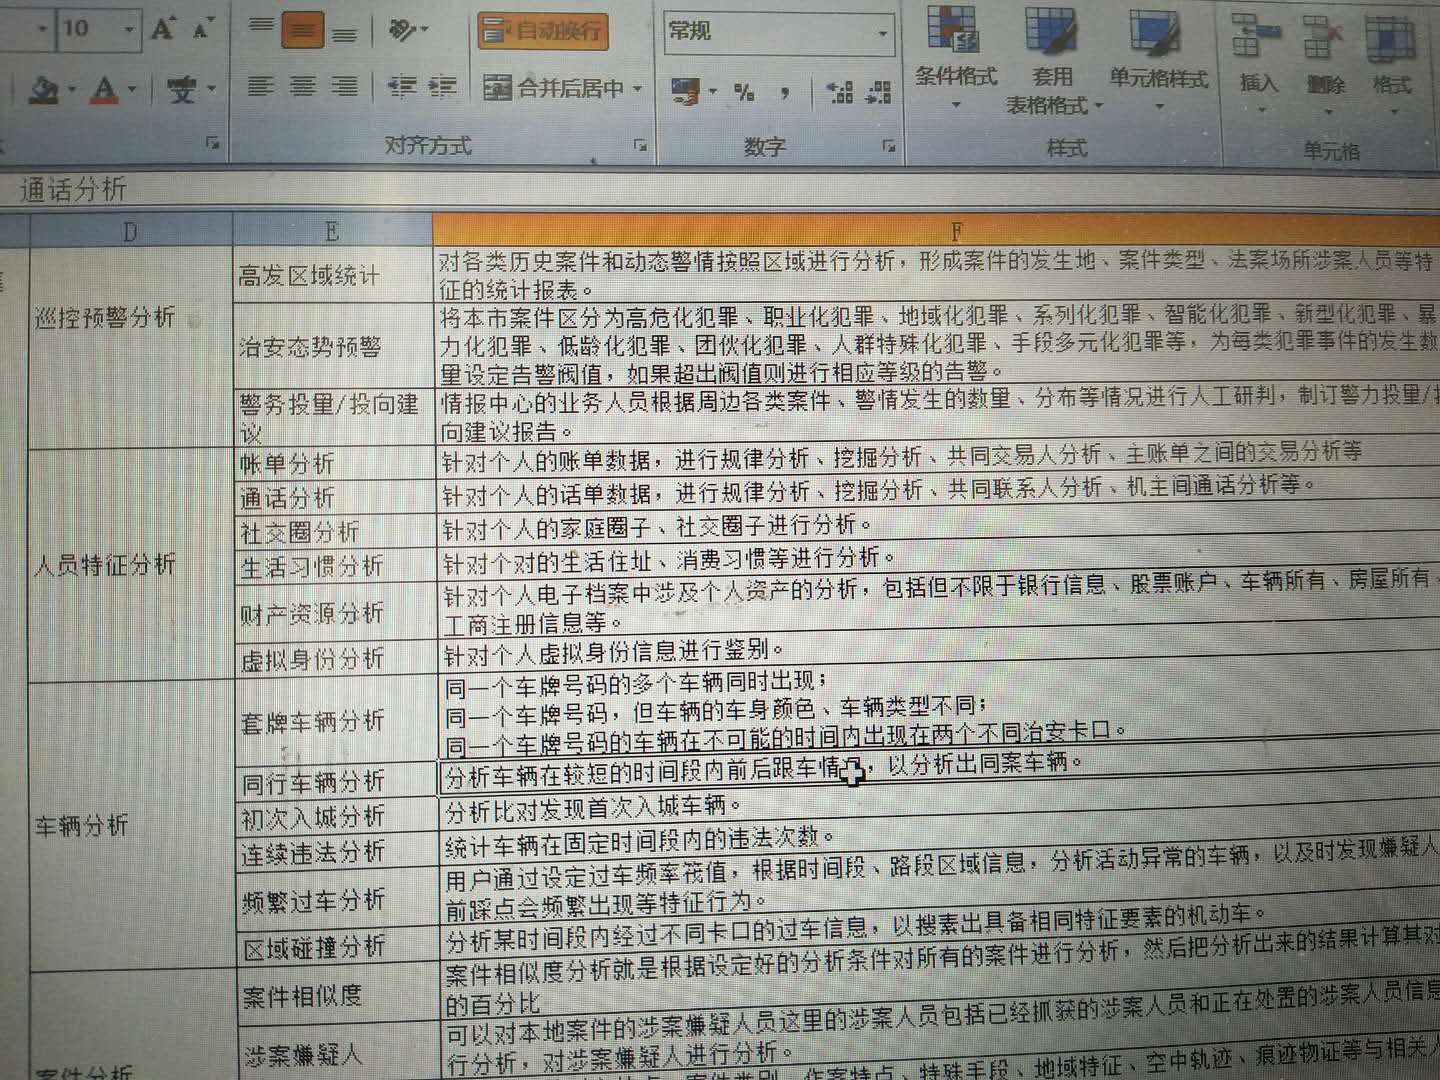 10
自动换行
常规
合并后居中
%
,
条件格式
套用
表格格式
单元格样式
插入
删除
格式
对齐方式
数字
样式
单元格
通话分析
D
E
F
巡控预警分析
高发区域统计
对各类历史案件和动态警情按照区域进行分析，形成案件的发生地、案件类型、法案场所涉案人员等特
征的统计报表。
治安态势预警
将本市案件区分为高危化犯罪、职业化犯罪、地域化犯罪、系列化犯罪、智能化犯罪、新型化犯罪、暴
力化犯罪、低龄化犯罪、团伙化犯罪、人群特殊化犯罪、手段多元化犯罪等，为每类犯罪事件的发生数
量设定告警阀值，如果超出阀值则进行相应等级的告警。
警务投量/投向建
议
情报中心的业务人员根据周边各类案件、警情发生的数量、分布等情况进行人工研判，制订警力投量/
向建议报告。
人员特征分析
帐单分析
针对个人的账单数据，进行规律分析、挖掘分析、共同交易人分析、主账单之间的交易分析等
通话分析
针对个人的话单数据，进行规律分析、挖掘分析、共同联系人分析、机主间通话分析等。
社交圈分析
针对个人的家庭圈子、社交圈子进行分析。
生活习惯分析
针对个对的生活住址、消费习惯等进行分析。
财产资源分析
针对个人电子档案中涉及个人资产的分析，包括但不限于银行信息、股票账户、车辆所有、房屋所有、
工商注册信息等。
虚拟身份分析
针对个人虚拟身份信息进行鉴别。
车辆分析
套牌车辆分析
同一个车牌号码的多个车辆同时出现；
同一个车牌号码，但车辆的车身颜色、车辆类型不同；
同一个车牌号码的车辆在不可能的时间内出现在两个不同治安卡口。
同行车辆分析
分析车辆在较短的时间段内前后跟车情，以分析出同案车辆。
初次入城分析
分析比对发现首次入城车辆。
连续违法分析
统计车辆在固定时间段内的违法次数。
频繁过车分析
用户通过设定过车频率筏值，根据时间段、路段区域信息，分析活动异常的车辆，以及时发现嫌疑人
前踩点会频繁出现等特征行为。
区域碰撞分析
分析某时间段内经过不同卡口的过车信息，以搜索出具备相同特征要素的机动车。
案件分析
案件相似度
案件相似度分析就是根据设定好的分析条件对所有的案件进行分析，然后把分析出来的结果计算其对
的百分比
涉案嫌疑人
可以对本地案件的涉案嫌疑人员这里的涉案人员包括已经抓获的涉案人员和正在处置的涉案人员信息
行分析，对涉案嫌疑人进行分析。
案件类别、作案特点、特殊手段、地域特征、空中轨迹、痕迹物证等与相关人